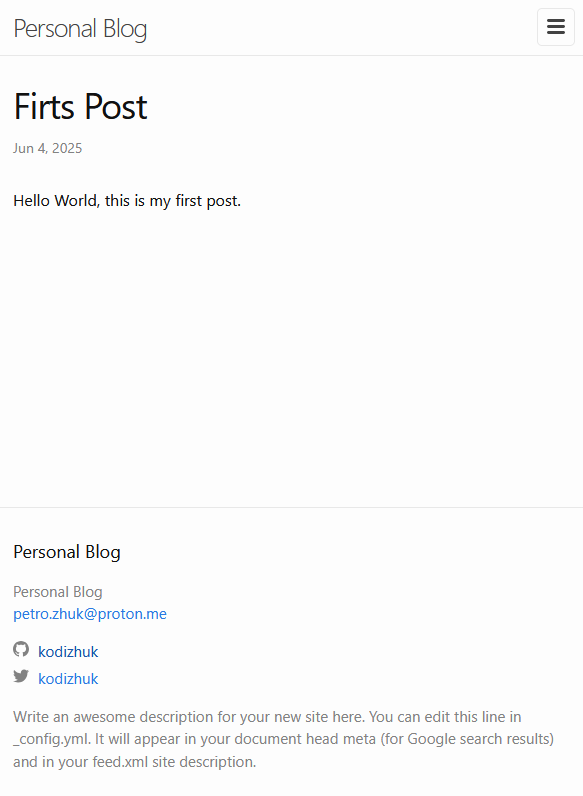 Personal Blog
Firts Post
Jun 4, 2025
Hello World, this is my first post.
Personal Blog
Personal Blog
petro.zhuk@proton.me
kodizhuk
kodizhuk
Write an awesome description for your new site here. You can edit this line in
_config.yml. It will appear in your document head meta (for Google search results)
and in your feed.xml site description.